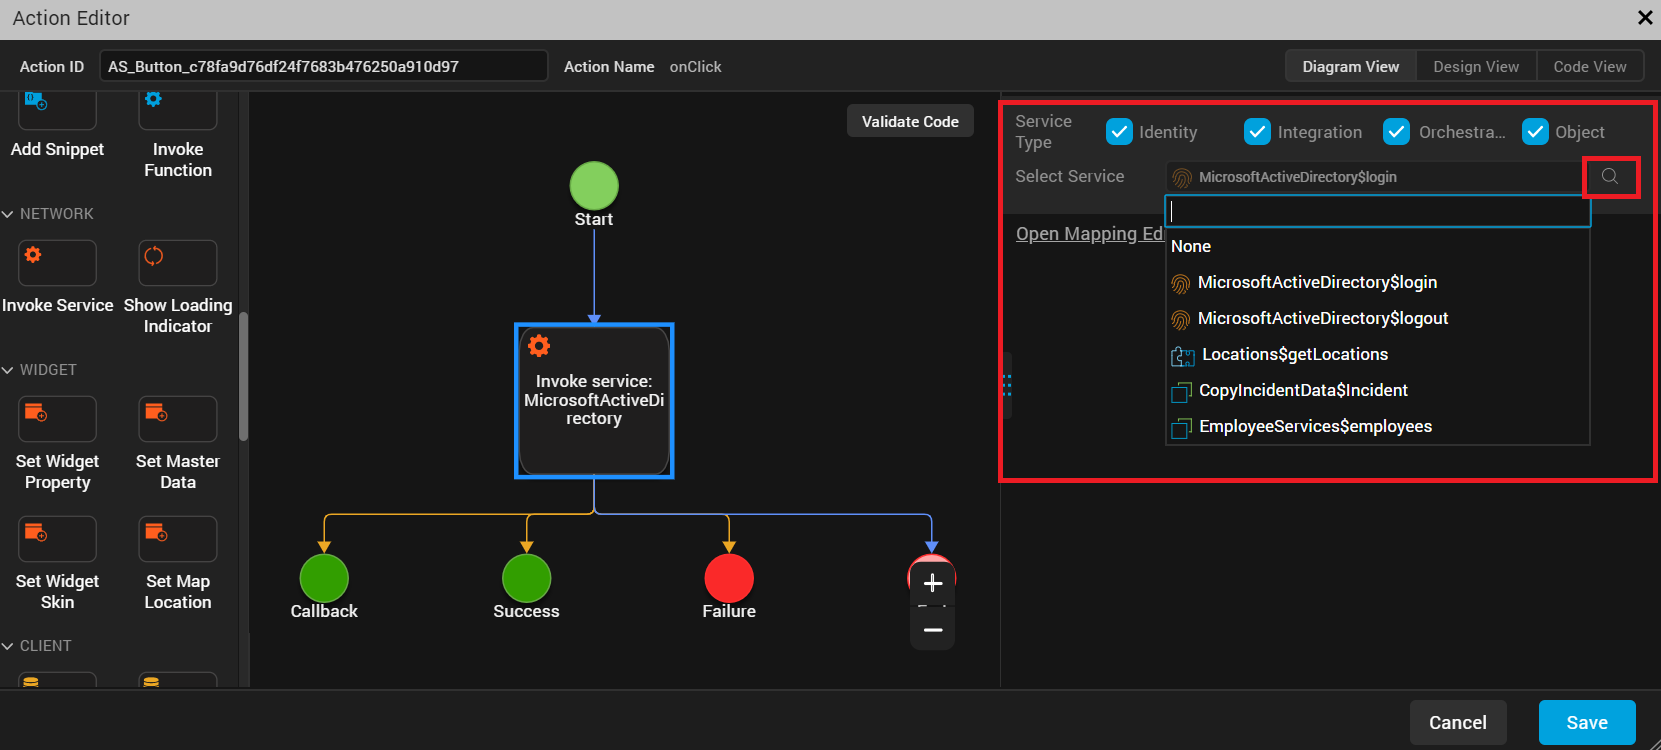 Action Editor
Action ID
AS_Button_c78fa9d76df24f7683b476250a910d97
Action Name
onClick
Diagram View
Design View
Code View
Add Snippet
Invoke
Function
NETWORK
Invoke Service
Show Loading
Indicator
WIDGET
Set Widget
Property
Set Master
Data
Set Widget
Skin
Set Map
Location
CLIENT
Validate Code
Start
Invoke service:
MicrosoftActiveDi
rectory
Callback
Success
Failure
Service
Type
Identity
Integration
Orchestra...
Object
Select Service
MicrosoftActiveDirectory$login
Open Mapping Ed
None
MicrosoftActiveDirectory$login
MicrosoftActiveDirectory$logout
Locations$getLocations
CopyIncidentData$Incident
EmployeeServices$employees
Cancel
Save